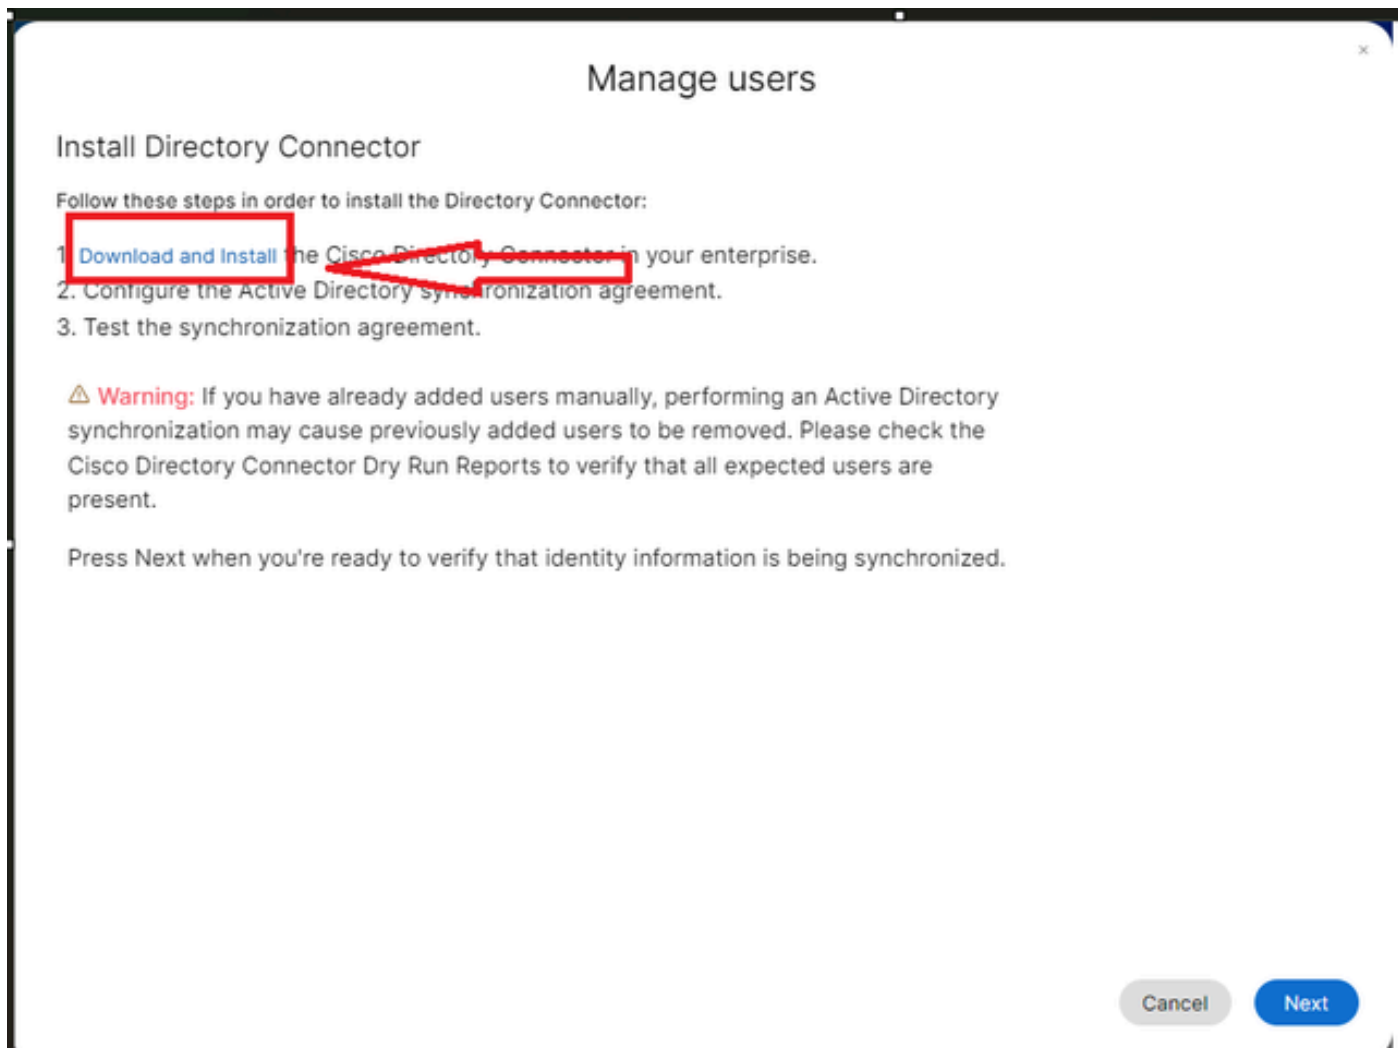 Manage users
Install Directory Connector
Follow these steps in order to install the Directory Connector:
1. Download and Install the Cisco Directory Connector in your enterprise.
2. Configure the Active Directory synchronization agreement.
3. Test the synchronization agreement.
Warning: If you have already added users manually, performing an Active Directory
synchronization may cause previously added users to be removed. Please check the
Cisco Directory Connector Dry Run Reports to verify that all expected users are
present.
Press Next when you're ready to verify that identity information is being synchronized.
Cancel
Next